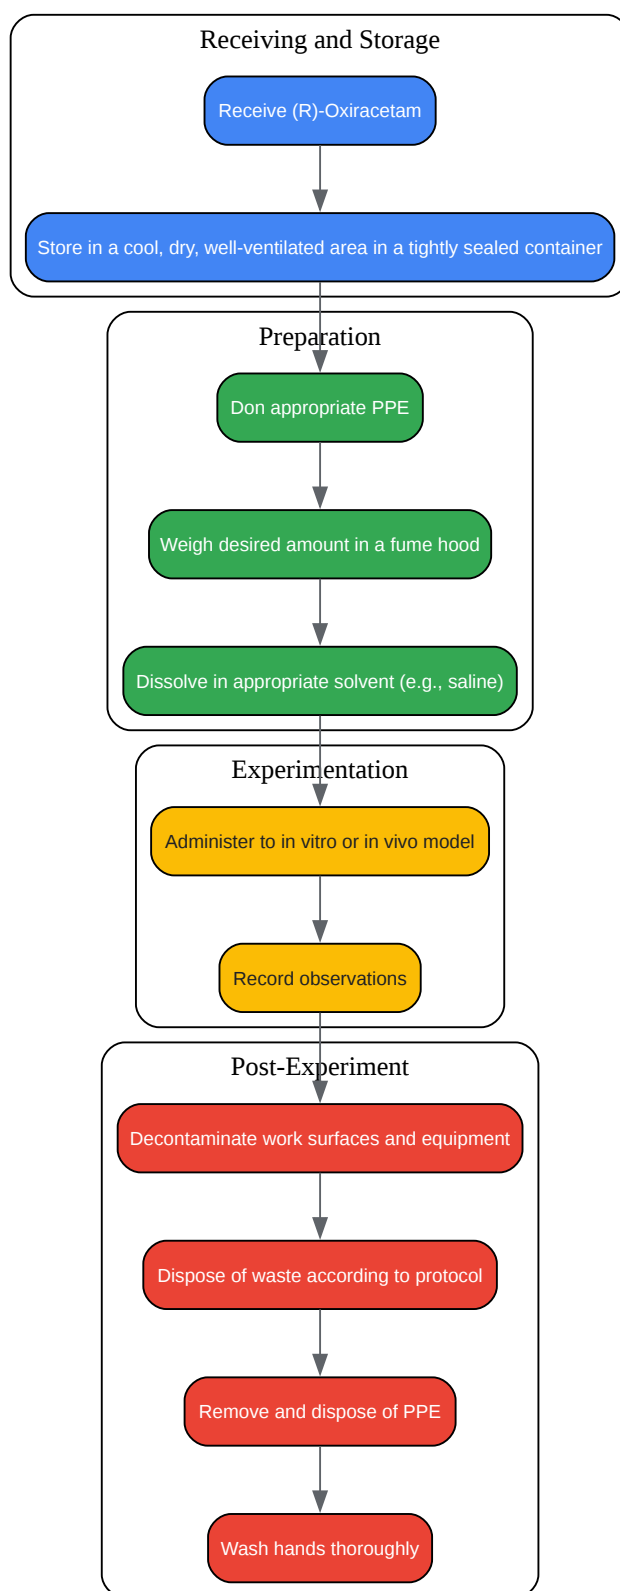 Receiving and Storage
Receive (R)-Oxiracetam
Store in a cool, dry, well-ventilated area in a tightly sealed container
Preparation
Don appropriate PPE
Weigh desired amount in a fume hood
Dissolve in appropriate solvent (e.g., saline)
Experimentation
Administer to in vitro or in vivo model
Record observations
Post-Experiment
Decontaminate work surfaces and equipment
Dispose of waste according to protocol
Remove and dispose of PPE
Wash hands thoroughly